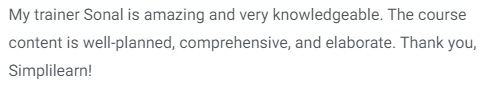 My trainer Sonal is amazing and very knowledgeable. The course
content is well-planned, comprehensive, and elaborate. Thank you,
Simplilearn!